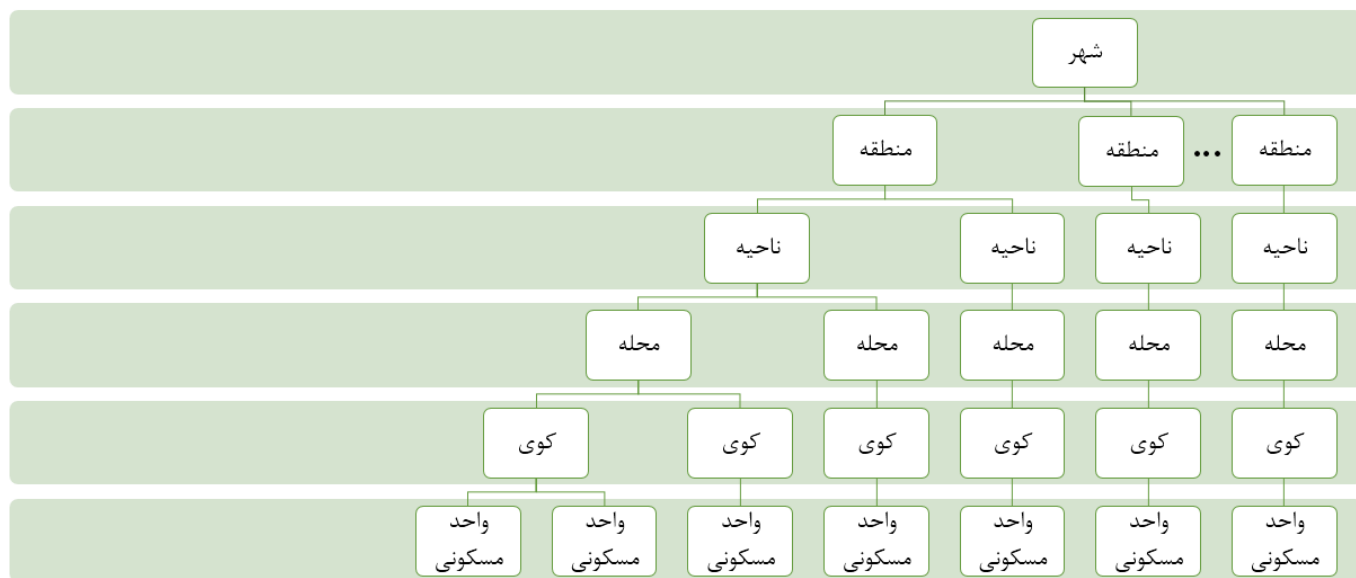 شهر
منطقه
...
منطقه
منطقه
ناحیه
ناحیه
ناحیه
ناحیه
محله
محله
محله
محله
محله
کوی
کوی
کوی
کوی
کوی
کوی
واحد
مسکونی
واحد
مسکونی
واحد
مسکونی
واحد
مسکونی
واحد
مسکونی
واحد
مسکونی
واحد
مسکونی